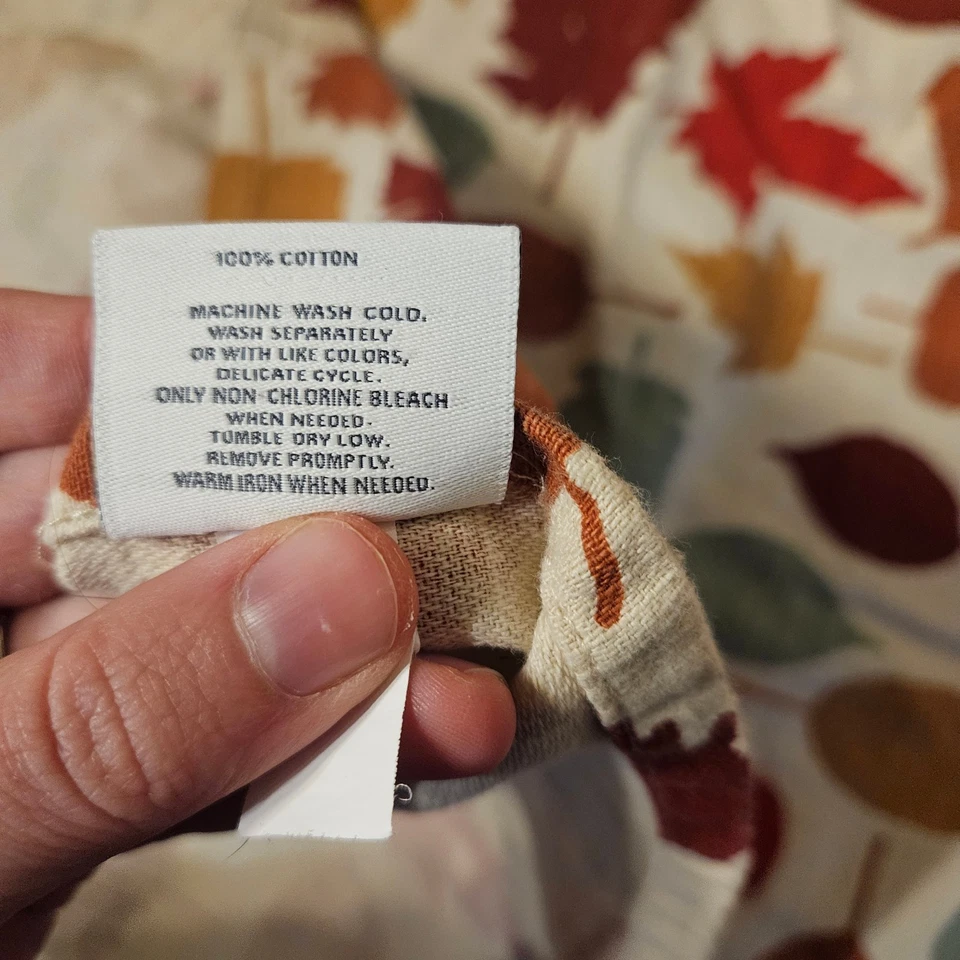 100% COTTON
MACHINE WASH COLD.
WASH SEPARATELY
OR WITH LIKE COLORS,
DELICATE CYCLE.
ONLY NON-CHLORINE BLEACH
WHEN NEEDED.
TUMBLE DRY LOW.
REMOVE PROMPTLY.
WARM IRON WHEN NEEDED.